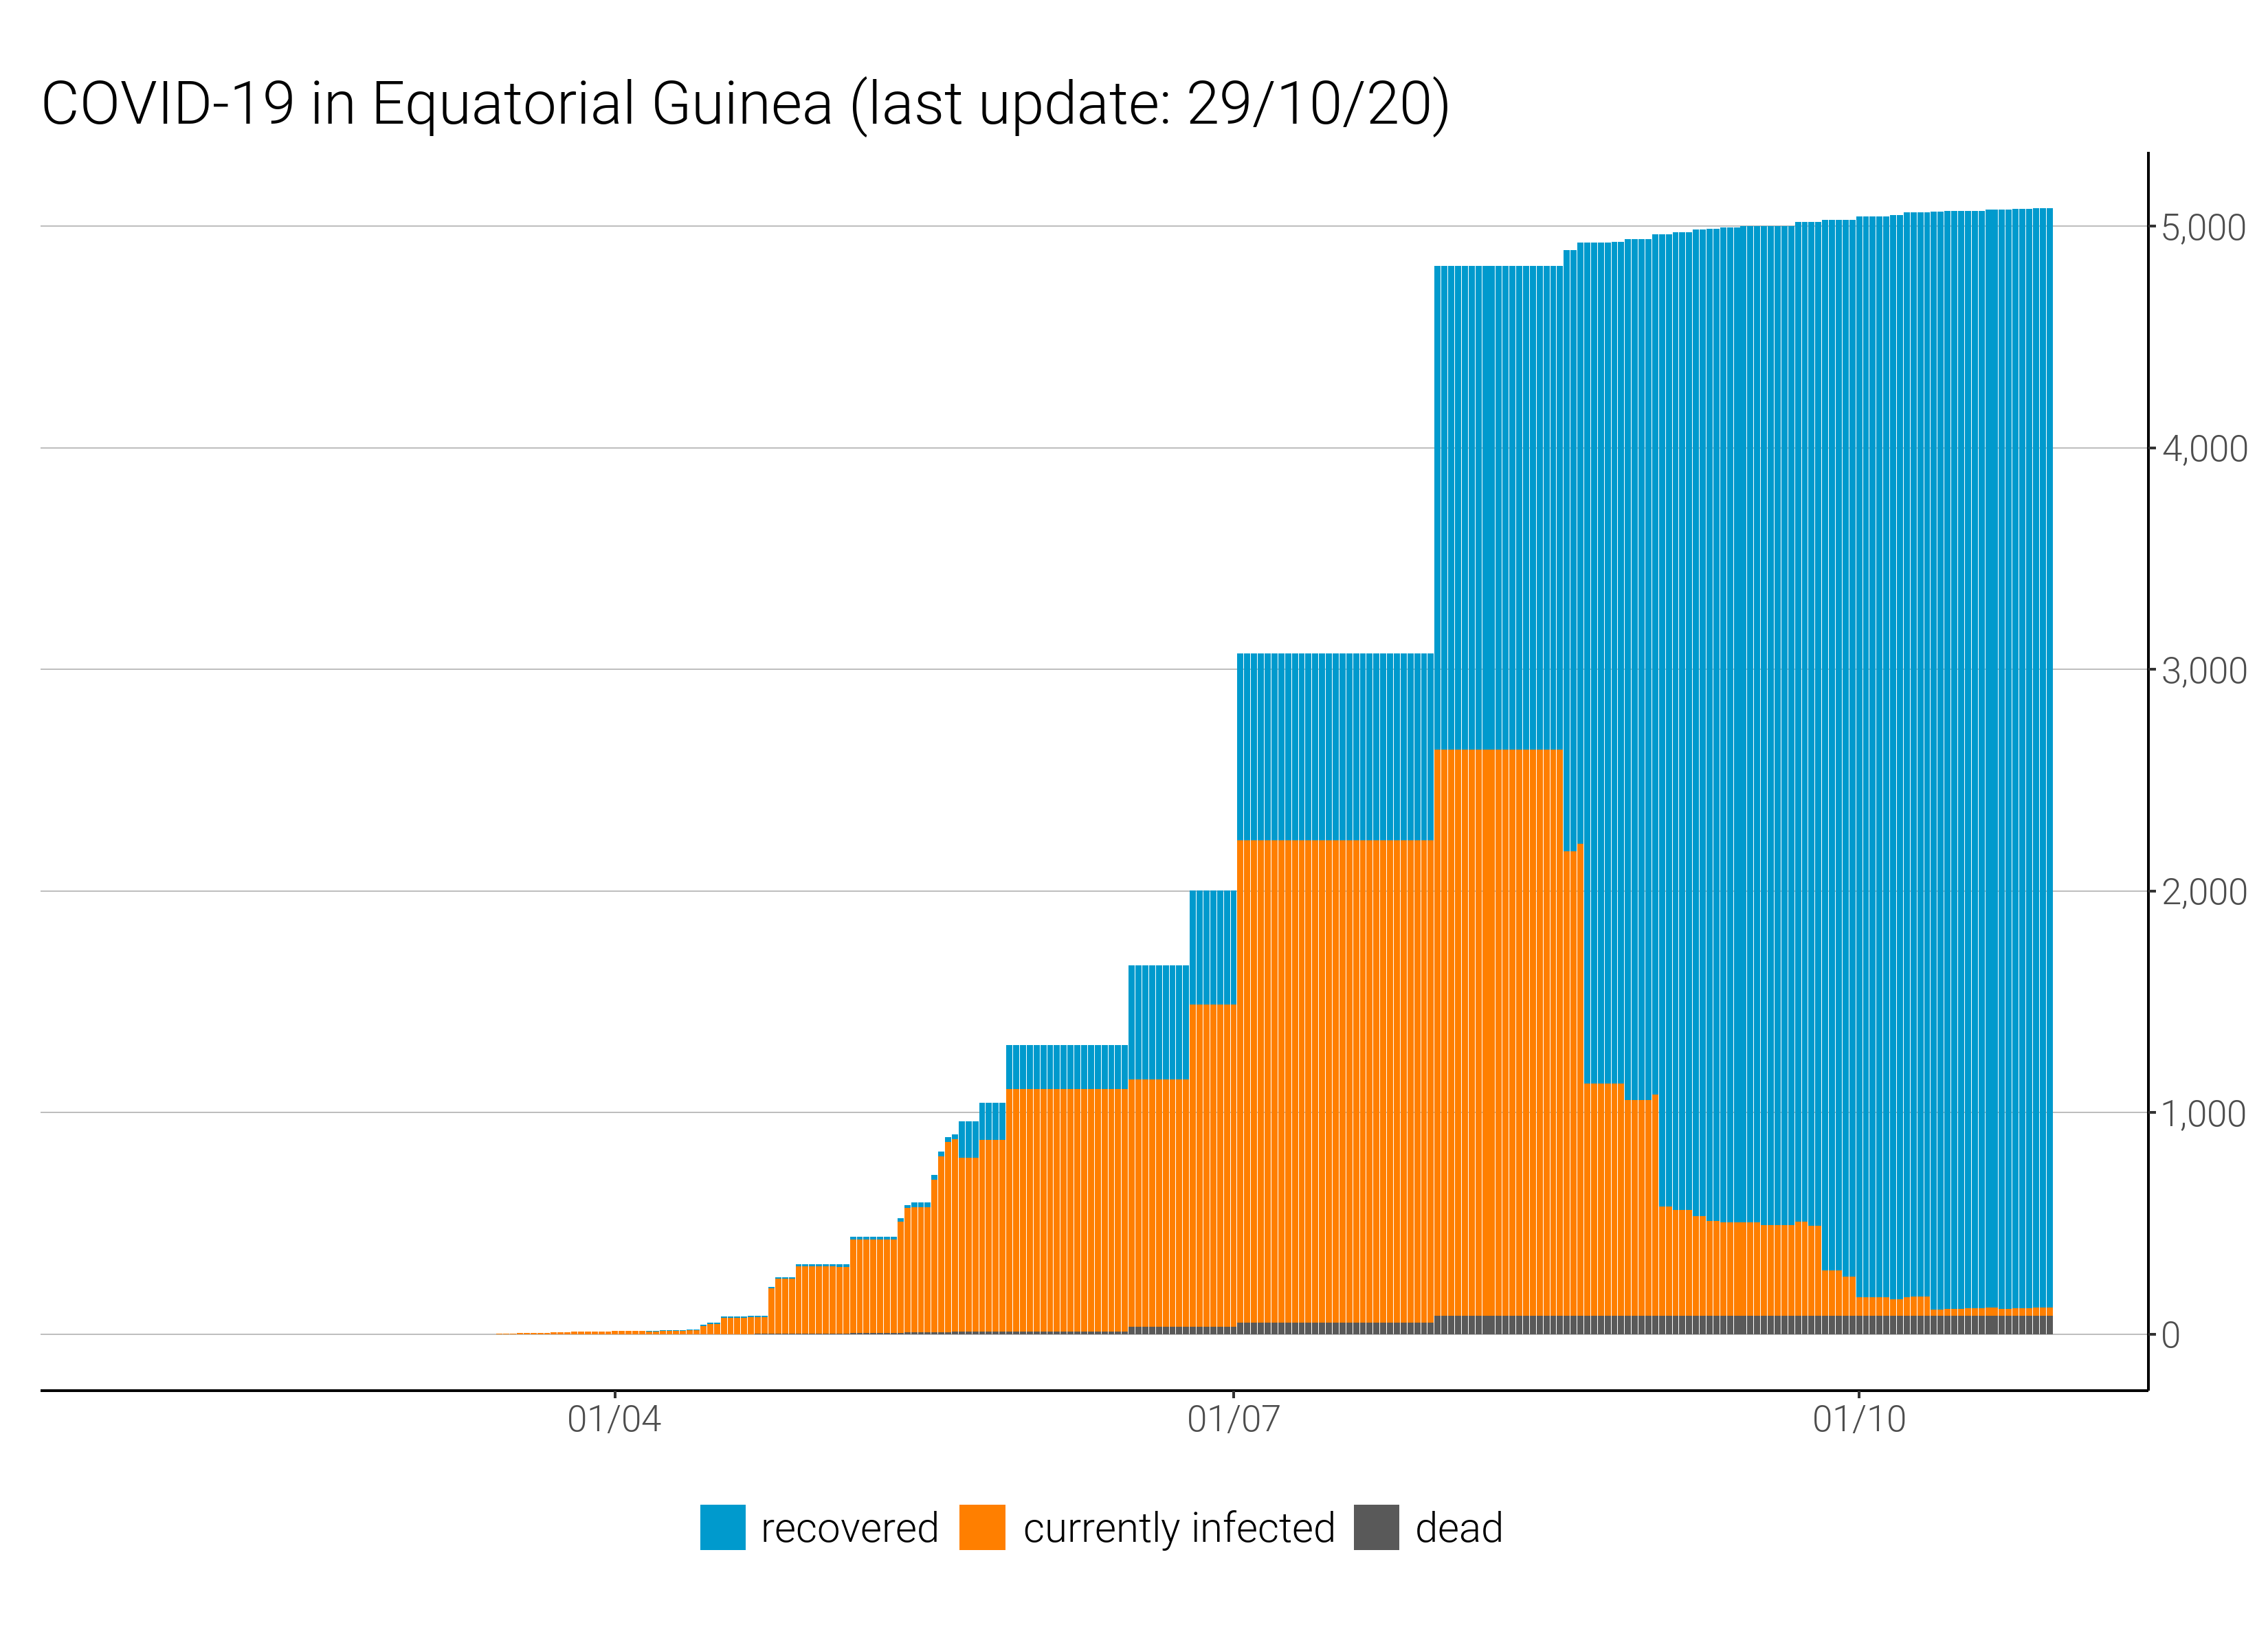 COVID-19 in Equatorial Guinea (last update: 29/10/20)
5,000
4,000
3,000
2,000
1,000
0
01/04 01/07 01/10
recovered currently infected dead